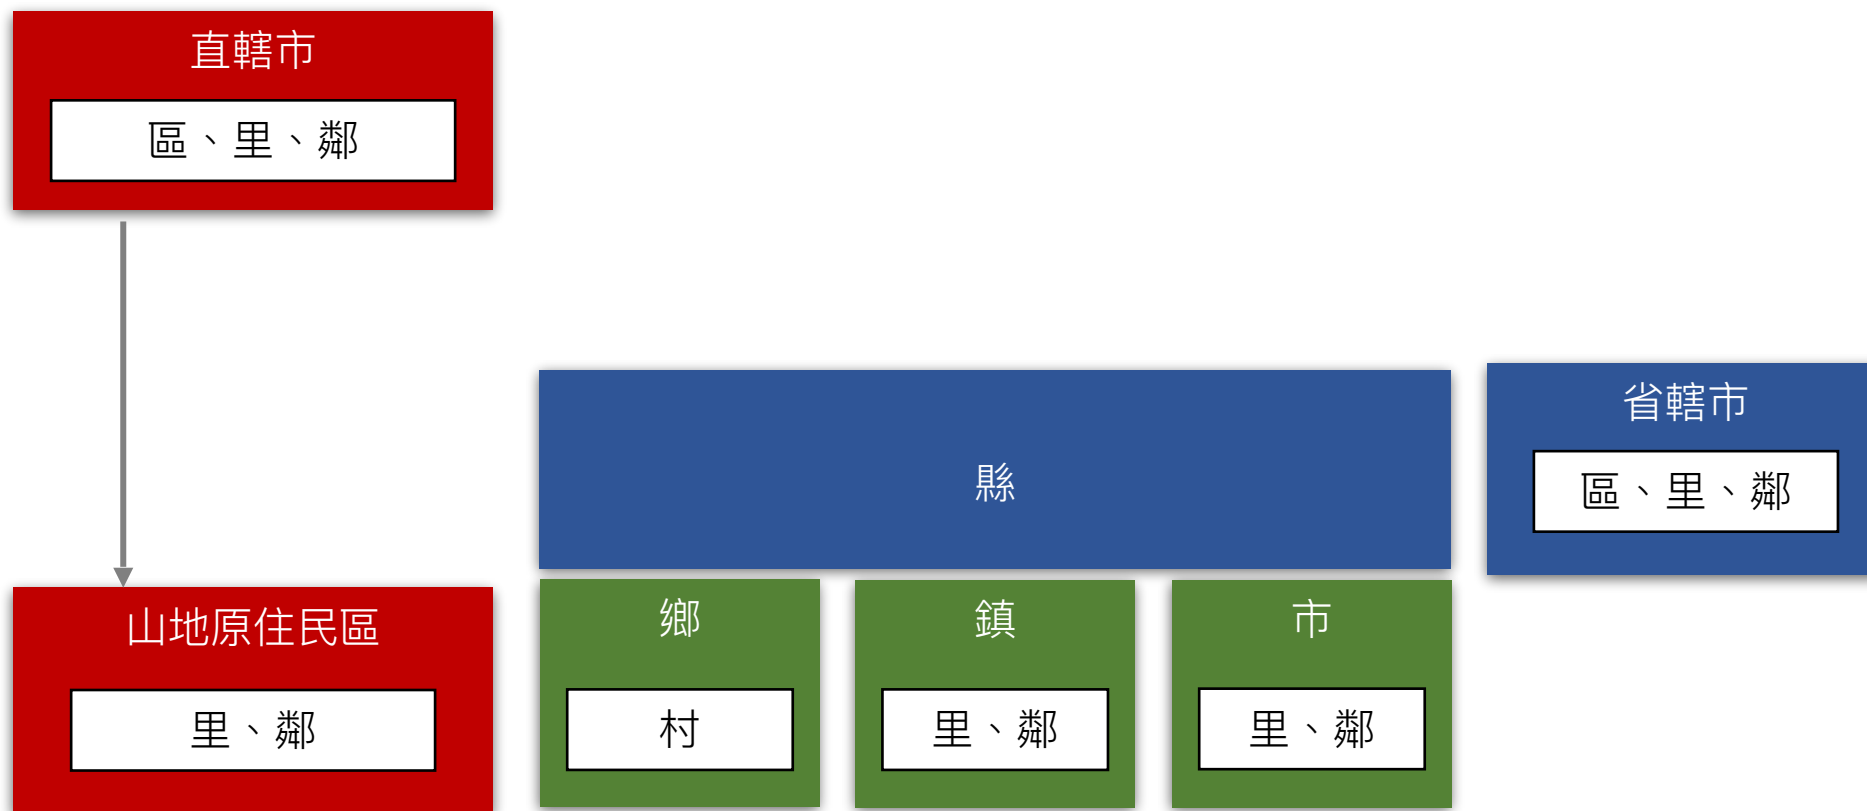 直轄市
區、里、鄰
縣
省轄市
區、里、鄰
山地原住民區
里、鄰
鄉
村
鎮
里、鄰
市
里、鄰